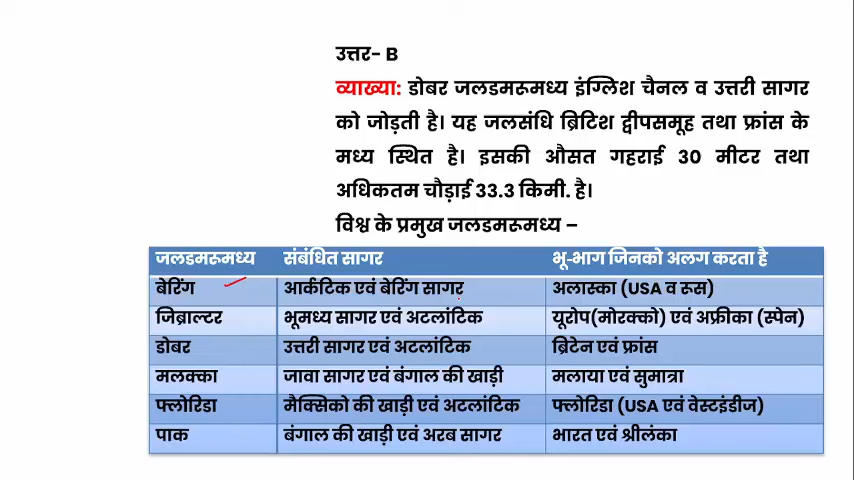 उत्तर- B
व्याख्या: डोबर जलडमरूमध्य इंग्लिश चैनल व उत्तरी सागर
को जोड़ती है। यह जलसंधि ब्रिटिश द्वीपसमूह तथा फ्रांस के
मध्य स्थित है। इसकी औसत गहराई 30 मीटर तथा
अधिकतम चौड़ाई 33.3 किमी. है।
विश्व के प्रमुख जलडमरूमध्य –
जलडमरूमध्य संबंधित सागर भू-भाग जिनको अलग करता है
बेरिंग आर्कटिक एवं बेरिंग सागर अलास्का (USA व रूस)
जिब्राल्टर भूमध्य सागर एवं अटलांटिक यूरोप(मोरक्को) एवं अफ्रीका (स्पेन)
डोबर उत्तरी सागर एवं अटलांटिक ब्रिटेन एवं फ्रांस
मलक्का जावा सागर एवं बंगाल की खाड़ी मलाया एवं सुमात्रा
फ्लोरिडा मैक्सिको की खाड़ी एवं अटलांटिक फ्लोरिडा (USA एवं वेस्टइंडीज)
पाक बंगाल की खाड़ी एवं अरब सागर भारत एवं श्रीलंका